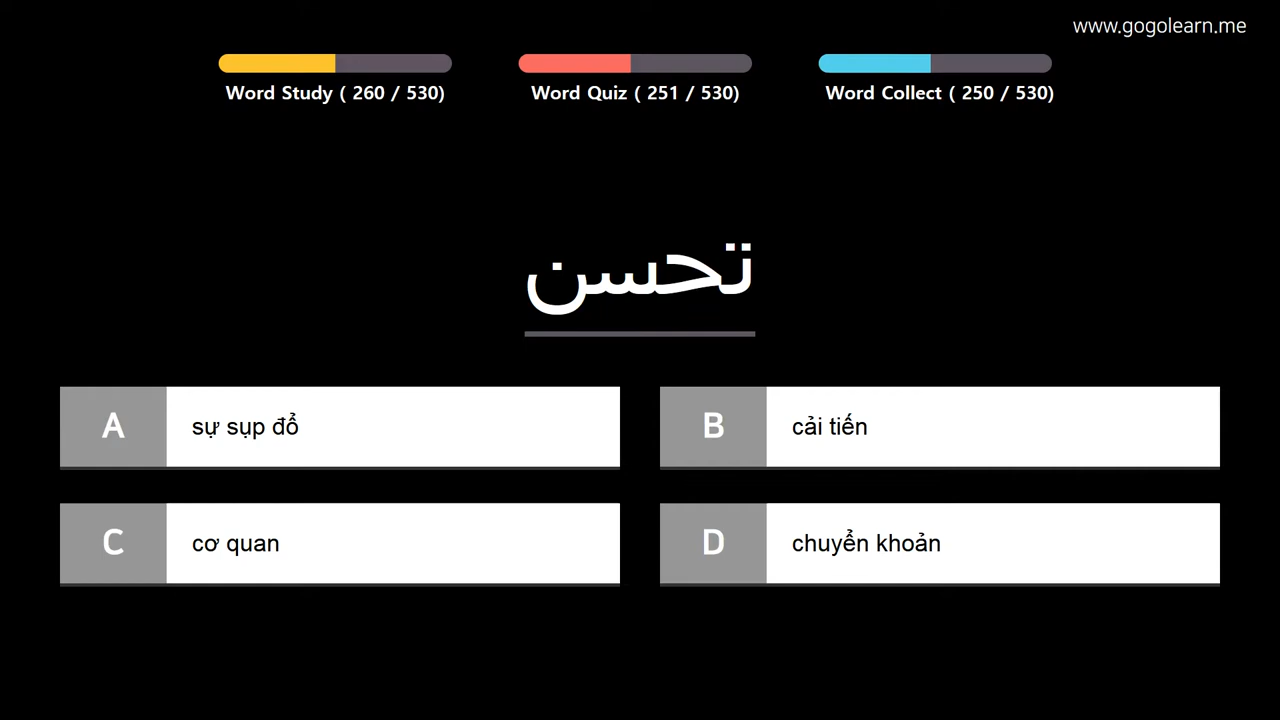 www.gogolearn.me
Word Study ( 260 / 530)
Word Quiz ( 251 / 530)
Word Collect ( 250 / 530)
تحسن
A sự sụp đổ
B cải tiến
C cơ quan
D chuyển khoản